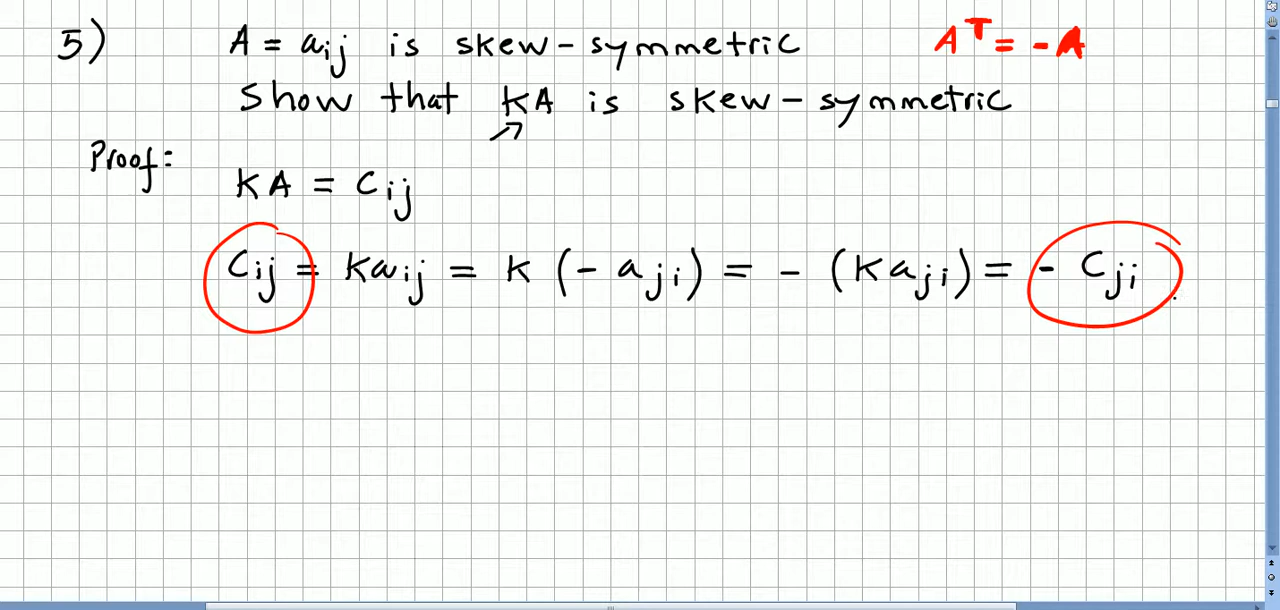 5) A = aij is skew-symmetric Aᵀ = -A
Show that KA is skew-symmetric
Proof:
KA = Cij
Cij = Kaij = K (-aji) = - (Kaji) = - Cji